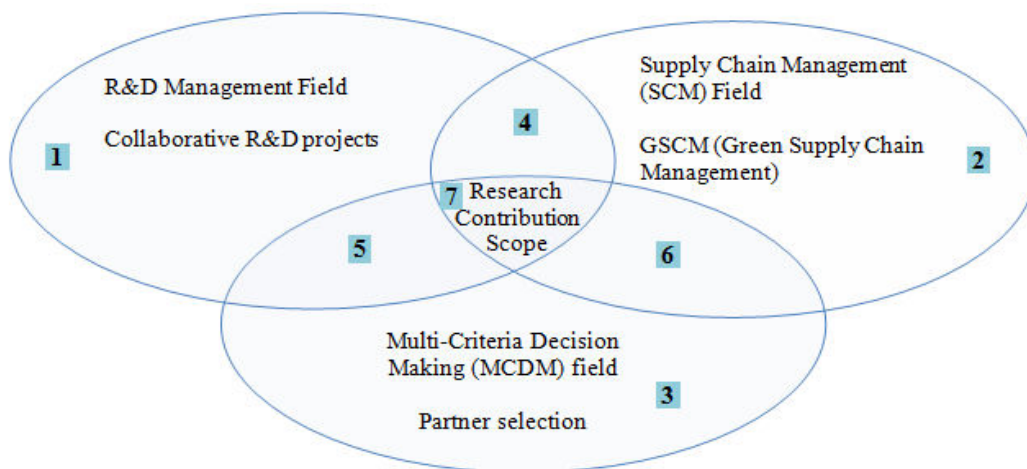 R&D Management Field
Collaborative R&D projects
1
4
Supply Chain Management
(SCM) Field
GSCM (Green Supply Chain
Management)
2
7
Research
Contribution
Scope
5
6
Multi-Criteria Decision
Making (MCDM) field
Partner selection
3